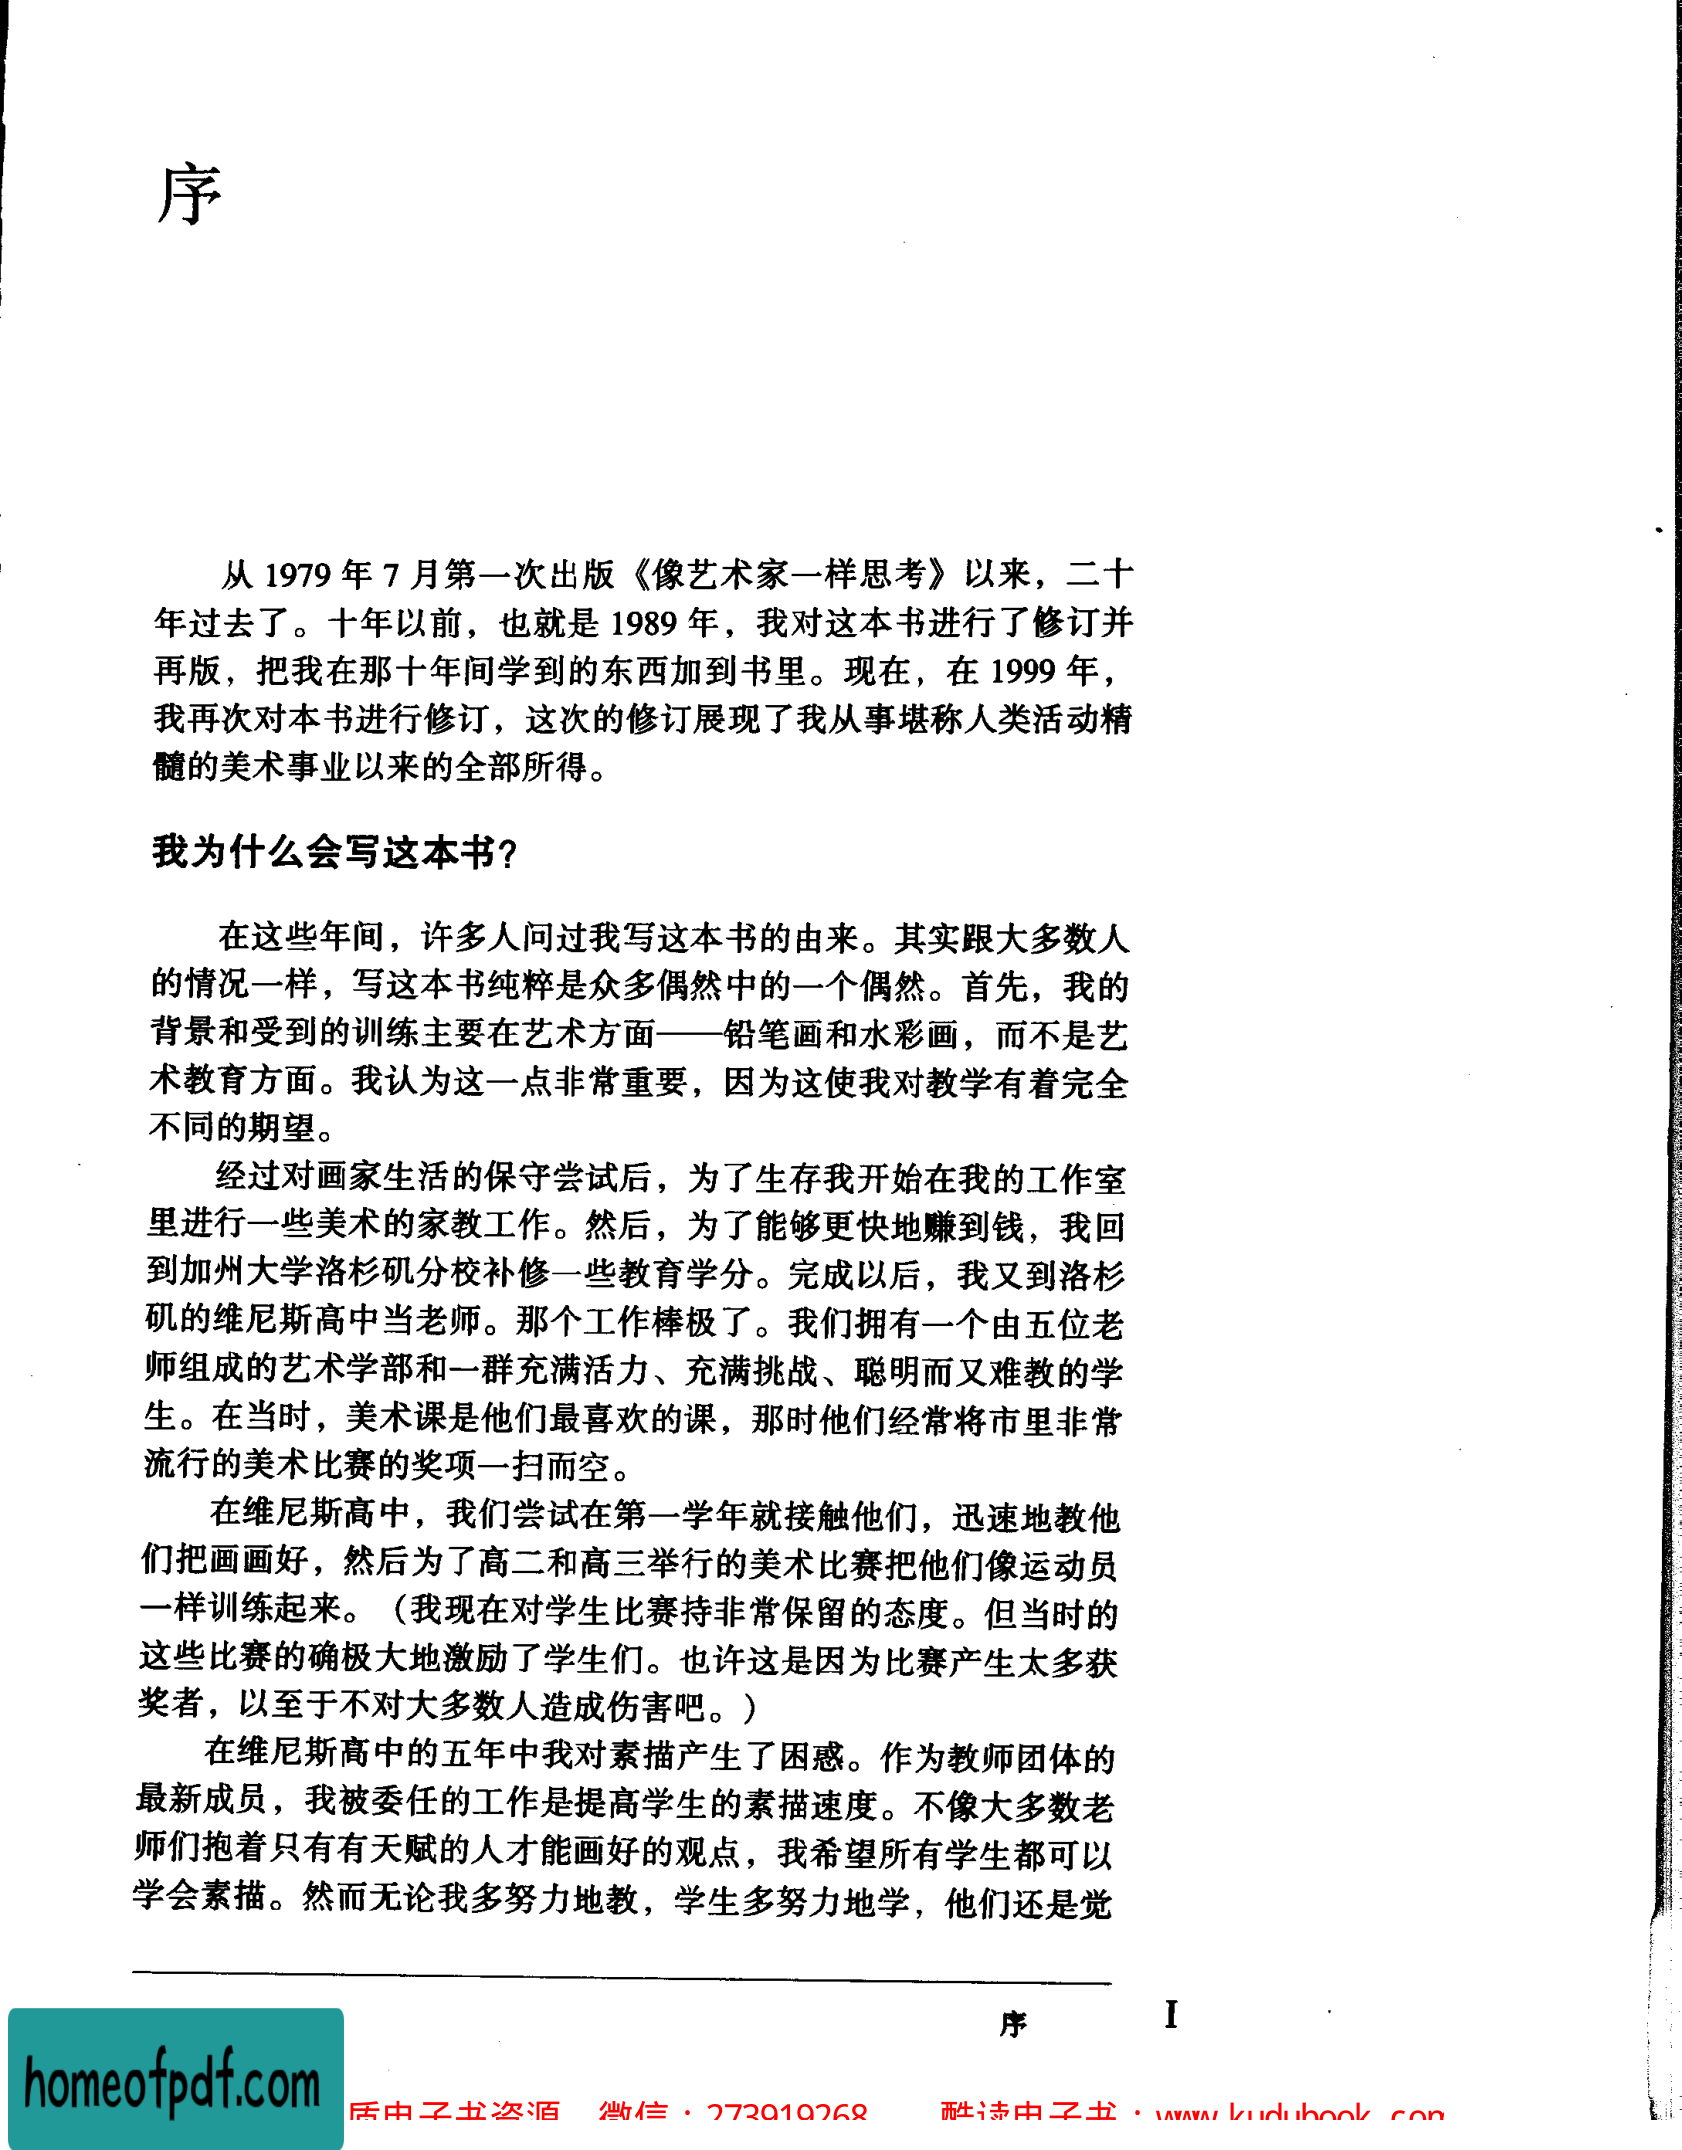 序
从 1979 年 7 月第一次出版《像艺术家一样思考》以来，二十
年过去了。十年以前，也就是 1989 年，我对这本书进行了修订并
再版，把我在那十年间学到的东西加到书里。现在，在 1999 年，
我再次对本书进行修订，这次的修订展现了我从事堪称人类活动精
髓的美术事业以来的全部所得。
我为什么会写这本书？
在这些年间，许多人问过我写这本书的由来。其实跟大多数人
的情况一样，写这本书纯粹是众多偶然中的一个偶然。首先，我的
背景和受到的训练主要在艺术方面——铅笔画和水彩画，而不是艺
术教育方面。我认为这一点非常重要，因为这使我对教学有着完全
不同的期望。
经过对画家生活的保守尝试后，为了生存我开始在我的工作室
里进行一些美术的家教工作。然后，为了能够更快地赚到钱，我回
到加州大学洛杉矶分校补修一些教育学分。完成以后，我又到洛杉
矶的维尼斯高中当老师。那个工作棒极了。我们拥有一个由五位老
师组成的艺术学部和一群充满活力、充满挑战、聪明而又难教的学
生。在当时，美术课是他们最喜欢的课，那时他们经常将市里非常
流行的美术比赛的奖项一扫而空。
在维尼斯高中，我们尝试在第一学年就接触他们，迅速地教他
们把画画好，然后为了高二和高三举行的美术比赛把他们像运动员
一样训练起来。（我现在对学生比赛持非常保留的态度。但当时的
这些比赛的确极大地激励了学生们。也许这是因为比赛产生太多获
奖者，以至于不对大多数人造成伤害吧。）
在维尼斯高中的五年中我对素描产生了困惑。作为教师团体的
最新成员，我被委任的工作是提高学生的素描速度。不像大多数老
师们抱着只有有天赋的人才能画好的观点，我希望所有学生都可以
学会素描。然而无论我多努力地教，学生多努力地学，他们还是觉
序 I
homeofpdf.com
质电子书资源 微信：273919268 酷读电子书：www.kudubook.com